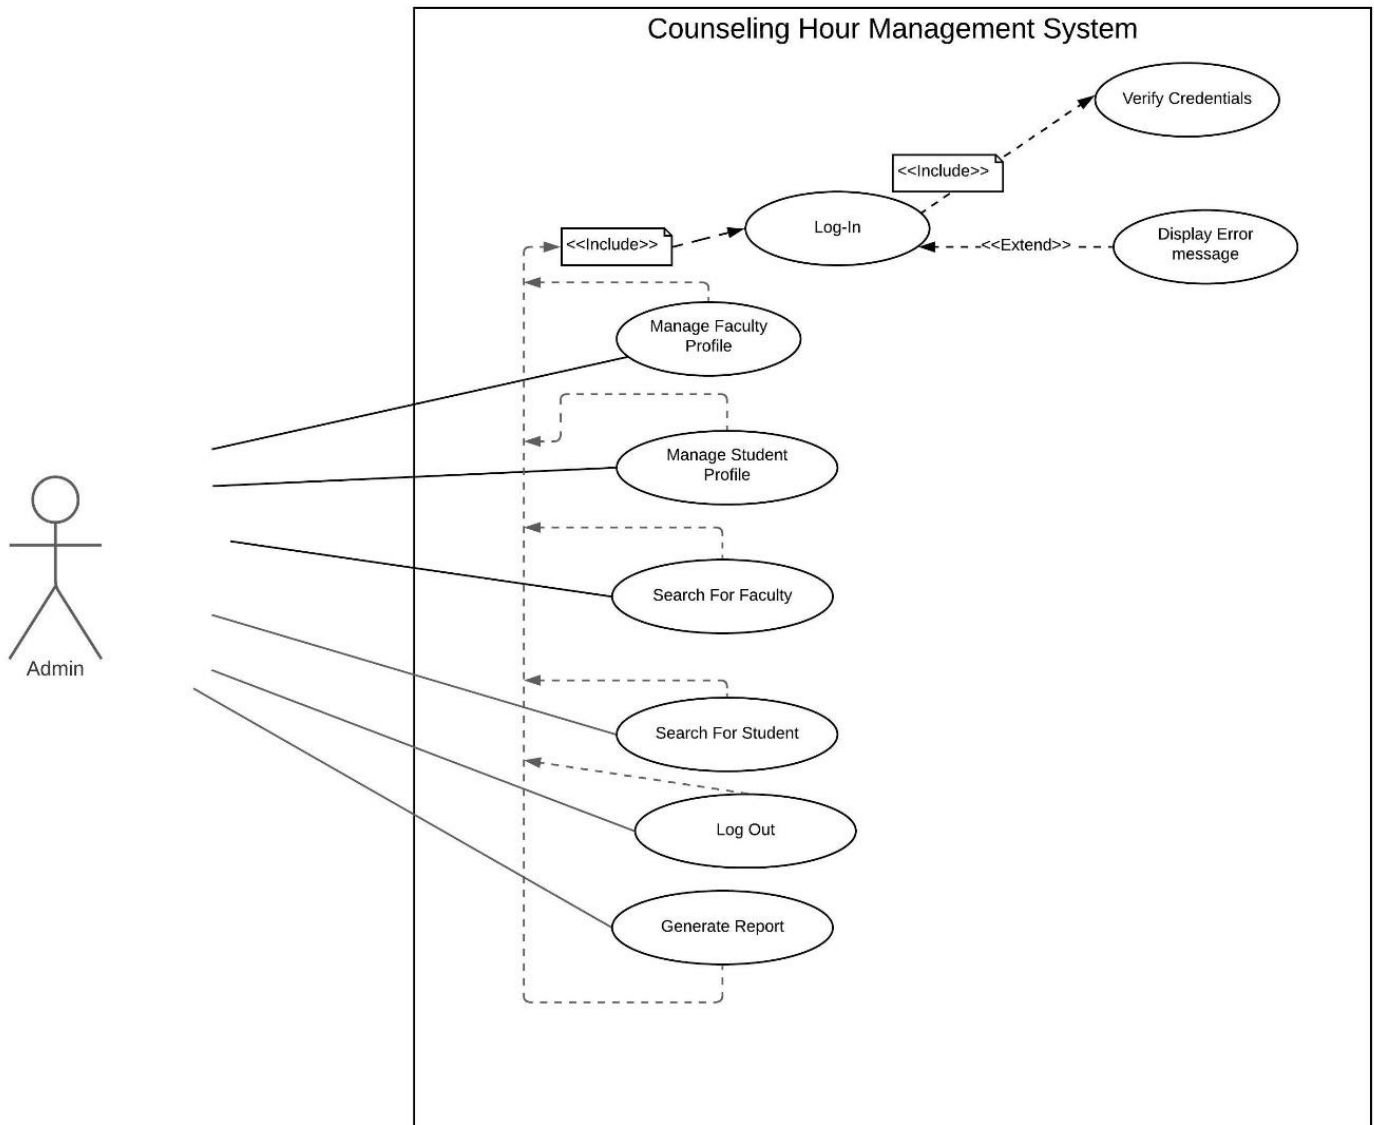 Counseling Hour Management System
Verify Credentials
<<Include>>
Log-In
<<Include>>
<<Extend>>
Display Error
message
Manage Faculty
Profile
Manage Student
Profile
Search For Faculty
Admin
Search For Student
Log Out
Generate Report